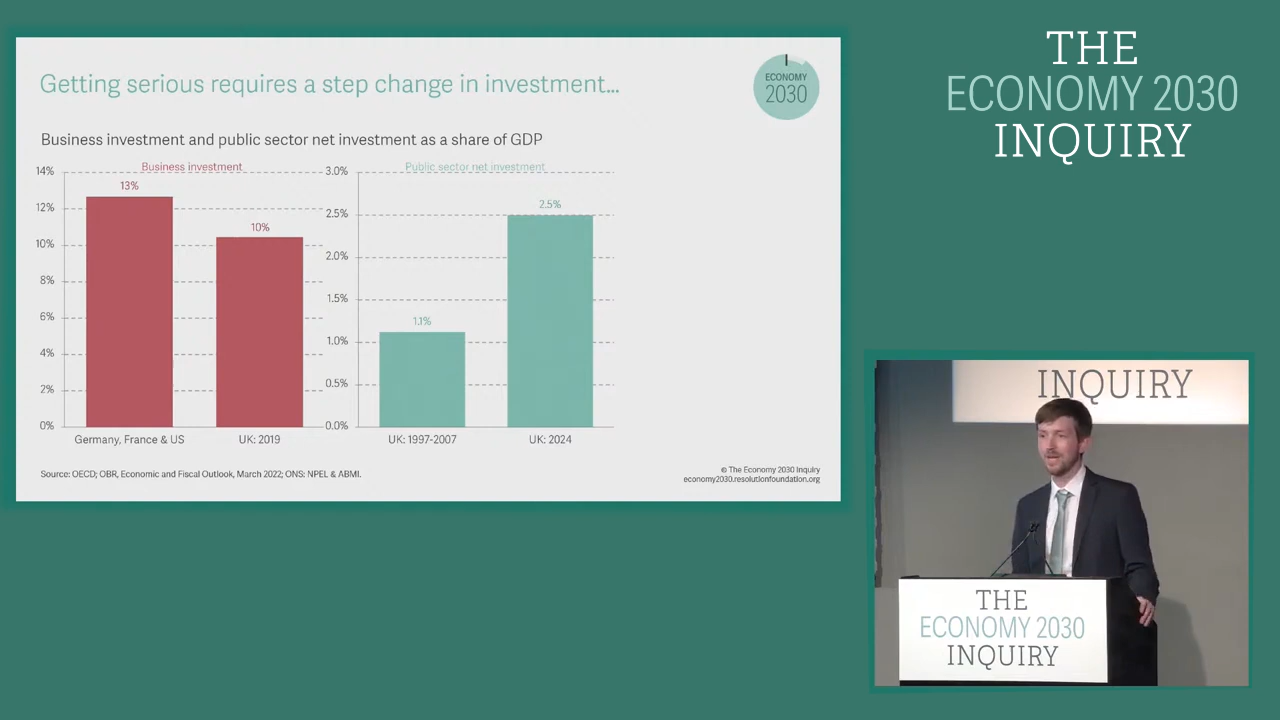 Getting serious requires a step change in investment…
ECONOMY
2030
Business investment and public sector net investment as a share of GDP
Business investment
14%
12%
10%
8%
6%
4%
2%
0%
13%
10%
Germany, France & US
UK: 2019
Public sector net investment
3.0%
2.5%
2.0%
1.5%
1.0%
0.5%
0.0%
1.1%
2.5%
UK: 1997-2007
UK: 2024
Source: OECD; OBR, Economic and Fiscal Outlook, March 2022; ONS: NPEL & ABMI.
© The Economy 2030 Inquiry
economy2030.resolutionfoundation.org
THE
ECONOMY 2030
INQUIRY
INQUIRY
THE
ECONOMY 2030
INQUIRY